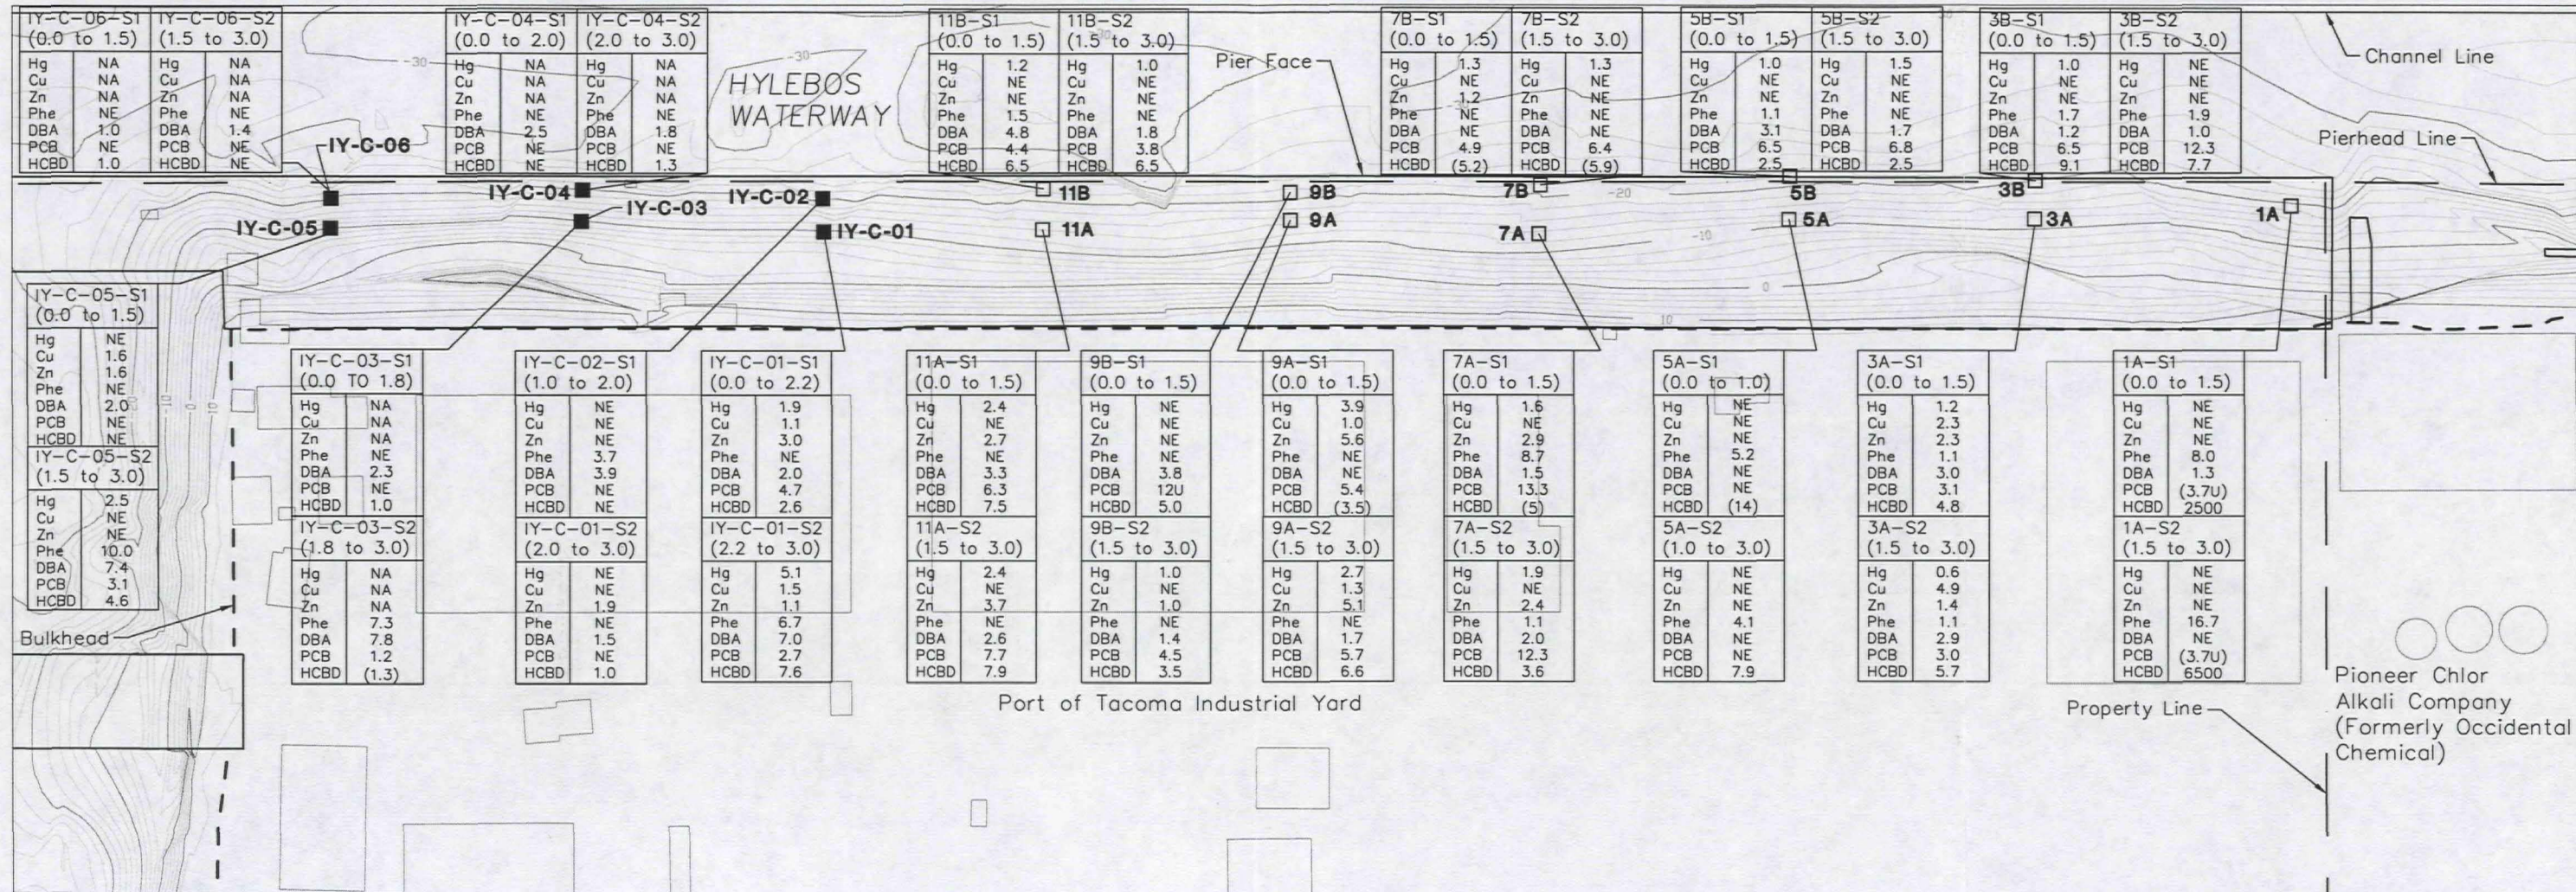 IY-C-06-S1 IY-C-06-S2
(0.0 to 1.5) (1.5 to 3.0)
Hg NA Hg NA
Cu NA Cu NA
Zn NA Zn NA
Phe NE Phe NE
DBA 1.0 DBA 1.4
PCB NE PCB NE
HCBD 1.0 HCBD NE
-30
IY-C-04-S1 IY-C-04-S2
(0.0 to 2.0) (2.0 to 3.0)
Hg NA Hg NA
Cu NA Cu NA
Zn NA Zn NA
Phe NE Phe NE
DBA 2.5 DBA 1.8
PCB NE PCB NE
HCBD NE HCBD 1.3
-30
HYLEBOS
WATERWAY
11B-S1 11B-S2
(0.0 to 1.5) (1.5 to 3.0)
Hg 1.2 Hg 1.0
Cu NE Cu NE
Zn NE Zn NE
Phe 1.5 Phe NE
DBA 4.8 DBA 1.8
PCB 4.4 PCB 3.8
HCBD 6.5 HCBD 6.5
Pier Face
7B-S1 7B-S2
(0.0 to 1.5) (1.5 to 3.0)
Hg 1.3 Hg 1.3
Cu NE Cu NE
Zn 1.2 Zn NE
Phe NE Phe NE
DBA NE DBA NE
PCB 4.9 PCB 6.4
HCBD (5.2) HCBD (5.9)
5B-S1 5B-S2
(0.0 to 1.5) (1.5 to 3.0)
Hg 1.0 Hg 1.5
Cu NE Cu NE
Zn NE Zn NE
Phe 1.1 Phe NE
DBA 3.1 DBA 1.7
PCB 6.5 PCB 6.8
HCBD 2.5 HCBD 2.5
3B-S1 3B-S2
(0.0 to 1.5) (1.5 to 3.0)
Hg 1.0 Hg NE
Cu NE Cu NE
Zn NE Zn NE
Phe 1.7 Phe 1.9
DBA 1.2 DBA 1.0
PCB 6.5 PCB 12.3
HCBD 9.1 HCBD 7.7
Channel Line
Pierhead Line
IY-C-06
IY-C-04
IY-C-02
11B
9B
7B
-20
5B
3B
1A
IY-C-05
IY-C-03
IY-C-01
11A
9A
7A
5A
3A
-10
0
10
IY-C-05-S1
(0.0 to 1.5)
Hg NE
Cu 1.6
Zn 1.6
Phe NE
DBA 2.0
PCB NE
HCBD NE
IY-C-05-S2
(1.5 to 3.0)
Hg 2.5
Cu NE
Zn NE
Phe 10.0
DBA 7.4
PCB 3.1
HCBD 4.6
-10
0
10
Bulkhead
IY-C-03-S1
(0.0 TO 1.8)
Hg NA
Cu NA
Zn NA
Phe NE
DBA 2.3
PCB NE
HCBD 1.0
IY-C-03-S2
(1.8 to 3.0)
Hg NA
Cu NA
Zn NA
Phe 7.3
DBA 7.8
PCB 1.2
HCBD (1.3)
IY-C-02-S1
(1.0 to 2.0)
Hg NE
Cu NE
Zn NE
Phe 3.7
DBA 3.9
PCB NE
HCBD NE
IY-C-01-S2
(2.0 to 3.0)
Hg NE
Cu NE
Zn 1.9
Phe NE
DBA 1.5
PCB NE
HCBD 1.0
IY-C-01-S1
(0.0 to 2.2)
Hg 1.9
Cu 1.1
Zn 3.0
Phe NE
DBA 2.0
PCB 4.7
HCBD 2.6
IY-C-01-S2
(2.2 to 3.0)
Hg 5.1
Cu 1.5
Zn 1.1
Phe 6.7
DBA 7.0
PCB 2.7
HCBD 7.6
11A-S1
(0.0 to 1.5)
Hg 2.4
Cu NE
Zn 2.7
Phe NE
DBA 3.3
PCB 6.3
HCBD 7.5
11A-S2
(1.5 to 3.0)
Hg 2.4
Cu NE
Zn 3.7
Phe NE
DBA 2.6
PCB 7.7
HCBD 7.9
9B-S1
(0.0 to 1.5)
Hg NE
Cu NE
Zn NE
Phe NE
DBA 3.8
PCB 12U
HCBD 5.0
9B-S2
(1.5 to 3.0)
Hg 1.0
Cu NE
Zn 1.0
Phe NE
DBA 1.4
PCB 4.5
HCBD 3.5
9A-S1
(0.0 to 1.5)
Hg 3.9
Cu 1.0
Zn 5.6
Phe NE
DBA NE
PCB 5.4
HCBD (3.5)
9A-S2
(1.5 to 3.0)
Hg 2.7
Cu 1.3
Zn 5.1
Phe NE
DBA 1.7
PCB 5.7
HCBD 6.6
7A-S1
(0.0 to 1.5)
Hg 1.6
Cu NE
Zn 2.9
Phe 8.7
DBA 1.5
PCB 13.3
HCBD (5)
7A-S2
(1.5 to 3.0)
Hg 1.9
Cu NE
Zn 2.4
Phe 1.1
DBA 2.0
PCB 12.3
HCBD 3.6
5A-S1
(0.0 to 1.0)
Hg NE
Cu NE
Zn NE
Phe 5.2
DBA NE
PCB NE
HCBD (14)
5A-S2
(1.0 to 3.0)
Hg NE
Cu NE
Zn NE
Phe 4.1
DBA NE
PCB NE
HCBD 7.9
3A-S1
(0.0 to 1.5)
Hg 1.2
Cu 2.3
Zn 2.3
Phe 1.1
DBA 3.0
PCB 3.1
HCBD 4.8
3A-S2
(1.5 to 3.0)
Hg 0.6
Cu 4.9
Zn 1.4
Phe 1.1
DBA 2.9
PCB 3.0
HCBD 5.7
1A-S1
(0.0 to 1.5)
Hg NE
Cu NE
Zn NE
Phe 8.0
DBA 1.3
PCB (3.7U)
HCBD 2500
1A-S2
(1.5 to 3.0)
Hg NE
Cu NE
Zn NE
Phe 16.7
DBA NE
PCB (3.7U)
HCBD 6500
Port of Tacoma Industrial Yard
Property Line
Pioneer Chlor
Alkali Company
(Formerly Occidental
Chemical)